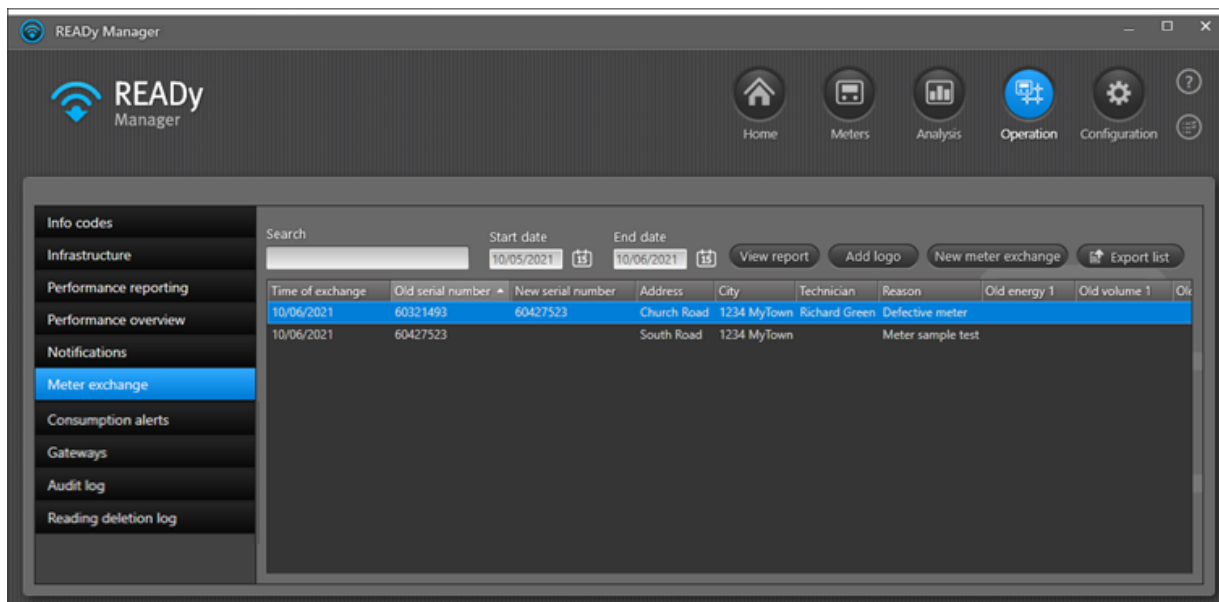 READy Manager
READy
Manager
Home Meters Analysis Operation Configuration
Info codes
Infrastructure
Performance reporting
Performance overview
Notifications
Meter exchange
Consumption alerts
Gateways
Audit log
Reading deletion log
Search Start date End date
10/05/2021 15 10/06/2021 15 View report Add logo New meter exchange Export list
Time of exchange Old serial number New serial number Address City Technician Reason Old energy 1 Old volume 1 Old
10/06/2021 60321493 60427523 Church Road 1234 MyTown Richard Green Defective meter
10/06/2021 60427523 South Road 1234 MyTown Meter sample test